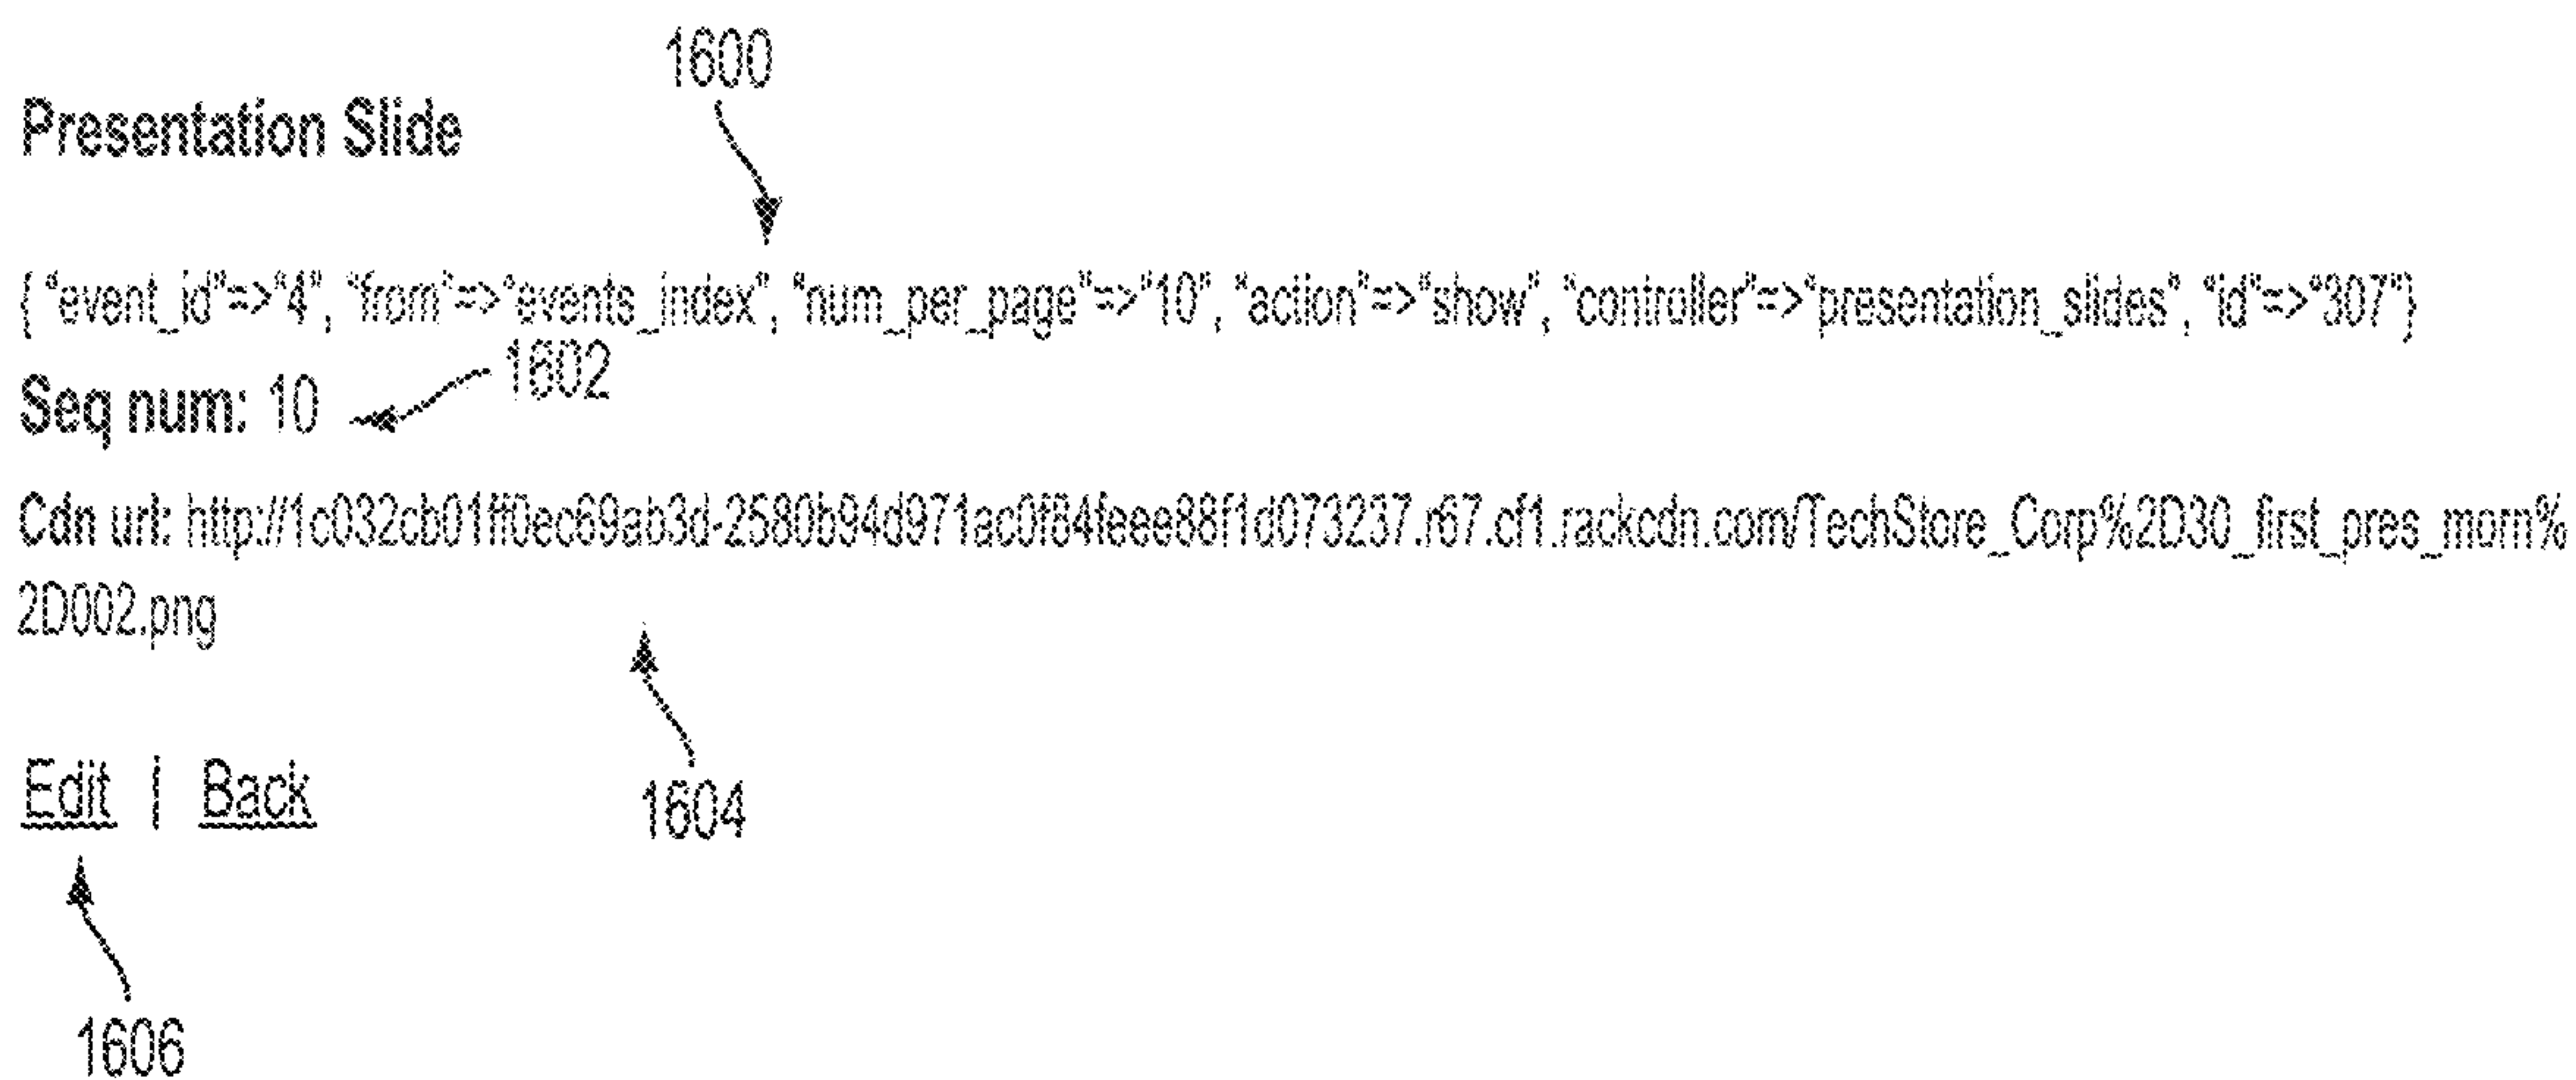 1600
Presentation Slide
{ "event_id"=>"4", "from"=>"events_index", "num_per_page"=>"10", "action"=>"show", "controller"=>"presentation_slides", "id"=>"307"}
1602
Seq num: 10
Cdn url: http://1c032cb01ff0ec69ab3d-2580b94d971ac0f84feee88f1d073237.r67.cf1.rackcdn.com/TechStore_Corp%2D30_first_pres_morn%
2D002.png
Edit | Back
1604
1606